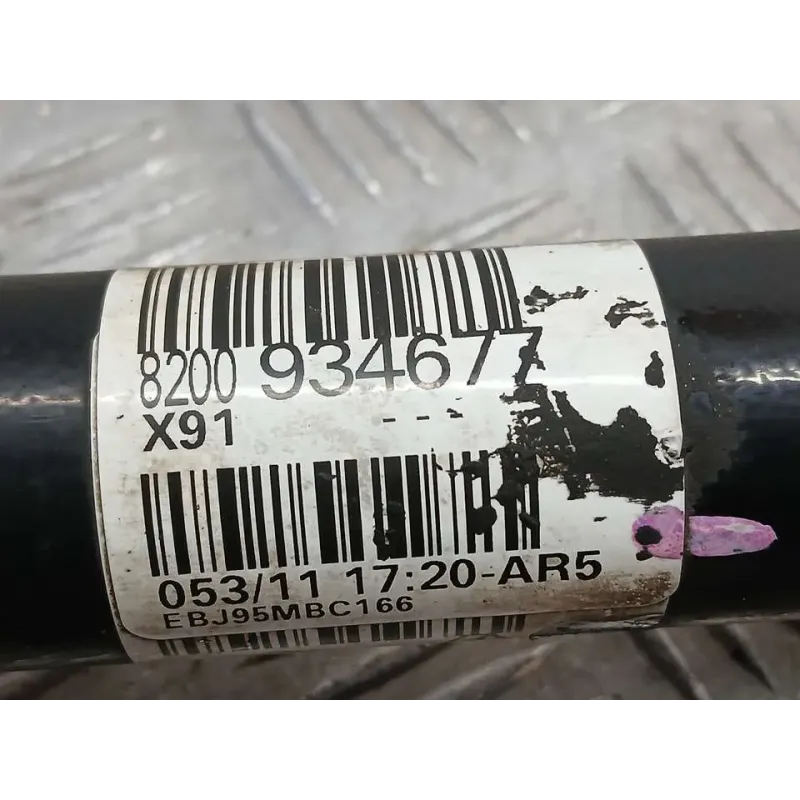 8200 934677
X91 ---
053/11 17:20-AR5
EBJ95MBC166